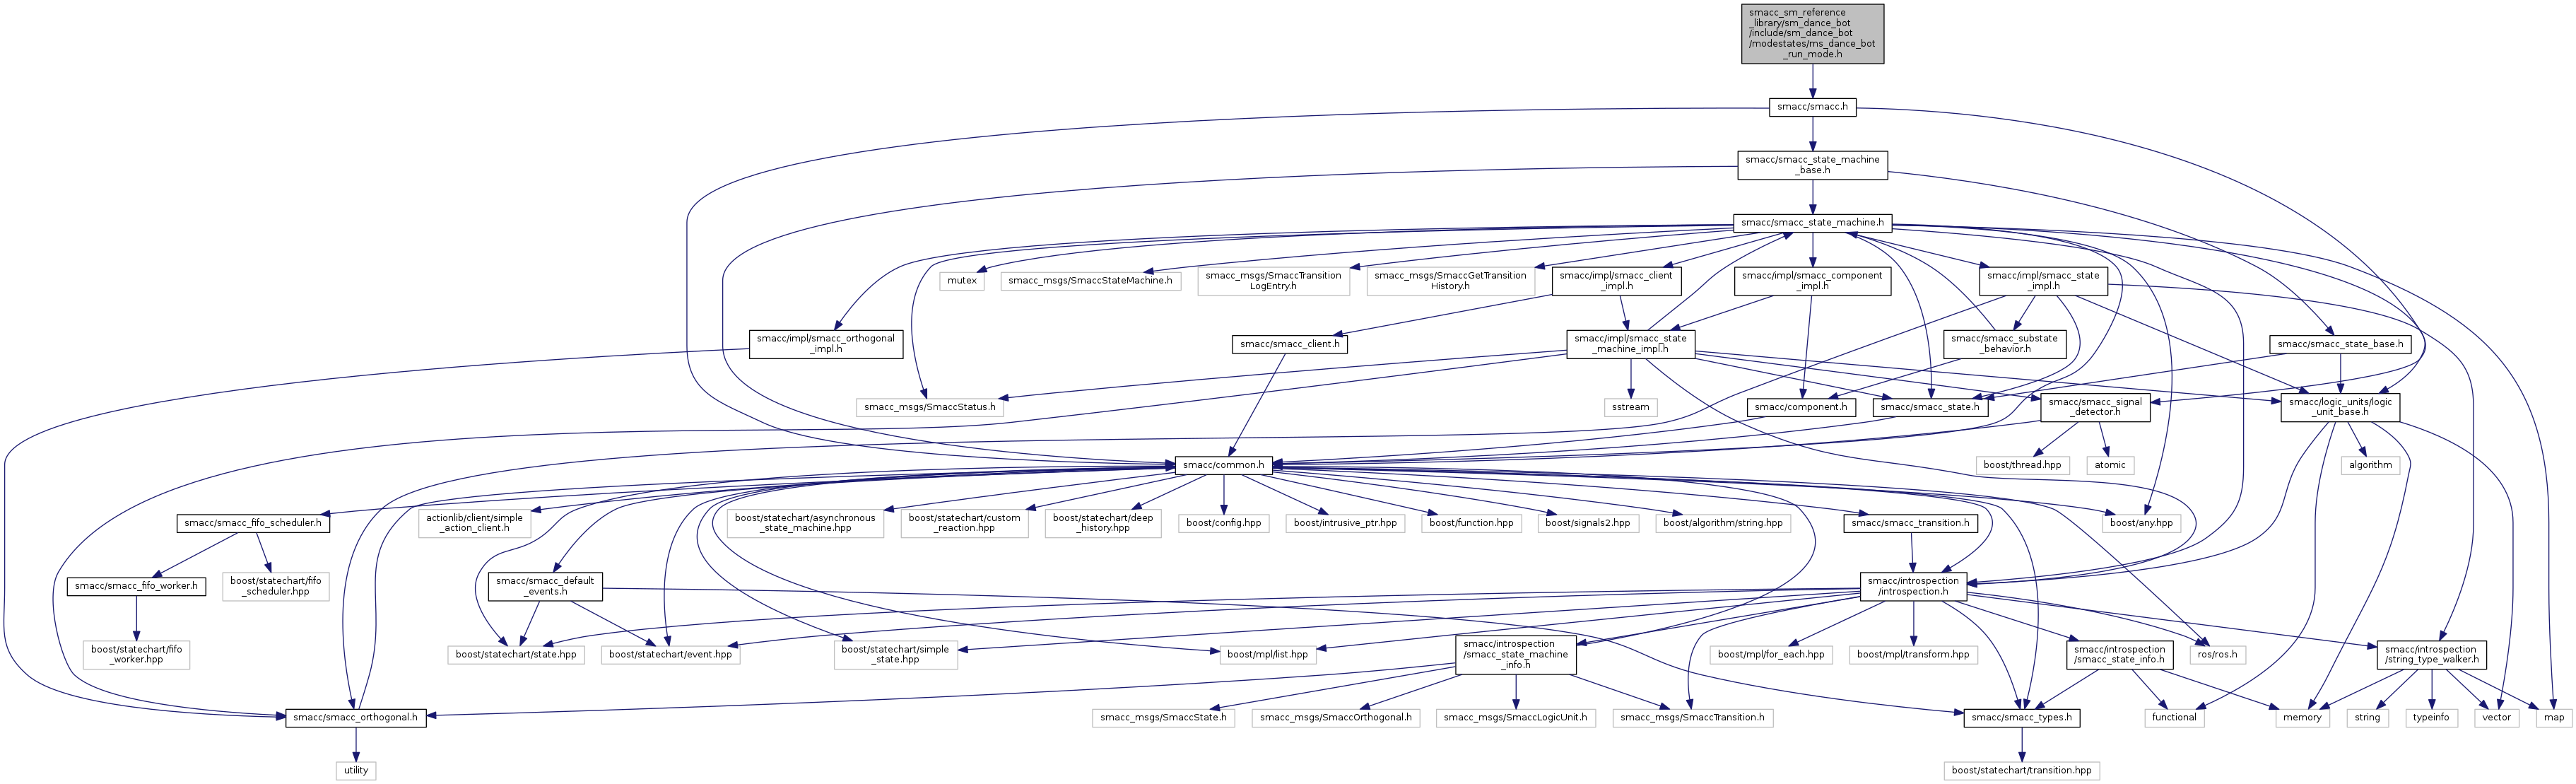 smacc_sm_reference
_library/sm_dance_bot
/include/sm_dance_bot
/modestates/ms_dance_bot
_run_mode.h
smacc/smacc.h
smacc/smacc_state_machine
_base.h
smacc/smacc_state_machine.h
mutex
smacc_msgs/SmaccStateMachine.h
smacc_msgs/SmaccTransition
LogEntry.h
smacc_msgs/SmaccGetTransition
History.h
smacc/impl/smacc_client
_impl.h
smacc/impl/smacc_component
_impl.h
smacc/impl/smacc_state
_impl.h
smacc/impl/smacc_orthogonal
_impl.h
smacc/smacc_client.h
smacc/impl/smacc_state
_machine_impl.h
smacc/smacc_substate
_behavior.h
smacc/smacc_state_base.h
smacc_msgs/SmaccStatus.h
sstream
smacc/component.h
smacc/smacc_state.h
smacc/smacc_signal
_detector.h
smacc/logic_units/logic
_unit_base.h
smacc/common.h
boost/thread.hpp
atomic
algorithm
smacc/smacc_fifo_scheduler.h
actionlib/client/simple
_action_client.h
boost/statechart/asynchronous
_state_machine.hpp
boost/statechart/custom
_reaction.hpp
boost/statechart/deep
_history.hpp
boost/config.hpp
boost/intrusive_ptr.hpp
boost/function.hpp
boost/signals2.hpp
boost/algorithm/string.hpp
smacc/smacc_transition.h
boost/any.hpp
smacc/smacc_fifo_worker.h
boost/statechart/fifo
_scheduler.hpp
smacc/smacc_default
_events.h
smacc/introspection
/introspection.h
boost/statechart/fifo
_worker.hpp
boost/statechart/state.hpp
boost/statechart/event.hpp
boost/statechart/simple
_state.hpp
boost/mpl/list.hpp
smacc/introspection
/smacc_state_machine
_info.h
boost/mpl/for_each.hpp
boost/mpl/transform.hpp
smacc/introspection
/smacc_state_info.h
ros/ros.h
smacc/introspection
/string_type_walker.h
smacc/smacc_orthogonal.h
smacc_msgs/SmaccState.h
smacc_msgs/SmaccOrthogonal.h
smacc_msgs/SmaccLogicUnit.h
smacc_msgs/SmaccTransition.h
smacc/smacc_types.h
functional
memory
string
typeinfo
vector
map
utility
boost/statechart/transition.hpp